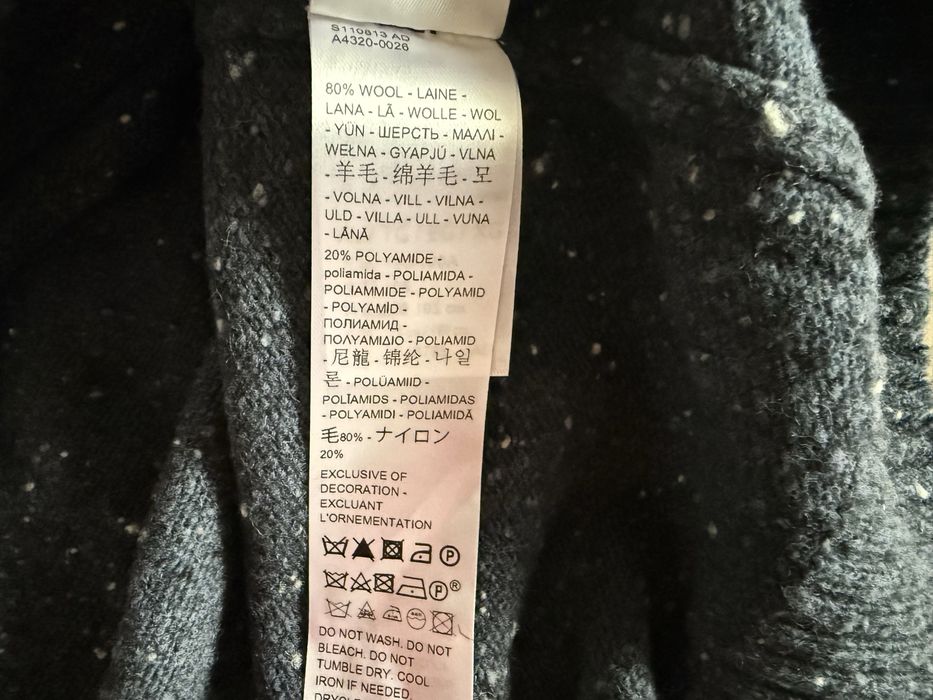 S110813 AD
A4320-0026
80% WOOL - LAINE -
LANA - LÃ - WOLLE - WOL
- YÜN - ШЕРСТЬ - ΜΑΛΛΙ -
WEŁNA - GYAPJÚ - VLNA
- 羊毛 - 绵羊毛 - 모
- VOLNA - VILL - VILNA -
ULD - VILLA - ULL - VUNA
- LÂNĂ
20% POLYAMIDE -
poliamida - POLIAMIDA -
POLIAMMIDE - POLYAMID
- POLYAMİD -
ПОЛИАМИД -
ΠΟΛΥΑΜΙΔΙΟ - POLIAMID
- 尼龍 - 锦纶 - 나일
론 - POLÜAMIID -
POLĪAMIDS - POLIAMIDAS
- POLYAMIDI - POLIAMIDĂ
毛80% - ナイロン
20%
EXCLUSIVE OF
DECORATION -
EXCLUANT
L'ORNEMENTATION
P
P®
DO NOT WASH. DO NOT
BLEACH. DO NOT
TUMBLE DRY. COOL
IRON IF NEEDED.